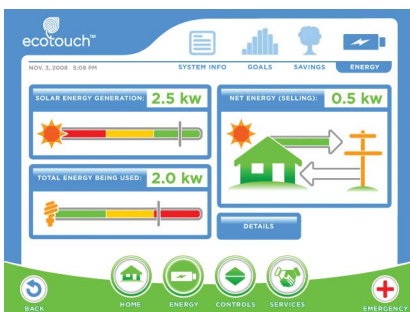 ecotouch™
NOV. 3, 2008 5:09 PM
SYSTEM INFO
GOALS
SAVINGS
ENERGY
SOLAR ENERGY GENERATION: 2.5 kw
NET ENERGY (SELLING): 0.5 kw
TOTAL ENERGY BEING USED: 2.0 kw
DETAILS
BACK
HOME
ENERGY
CONTROLS
SERVICES
EMERGENCY